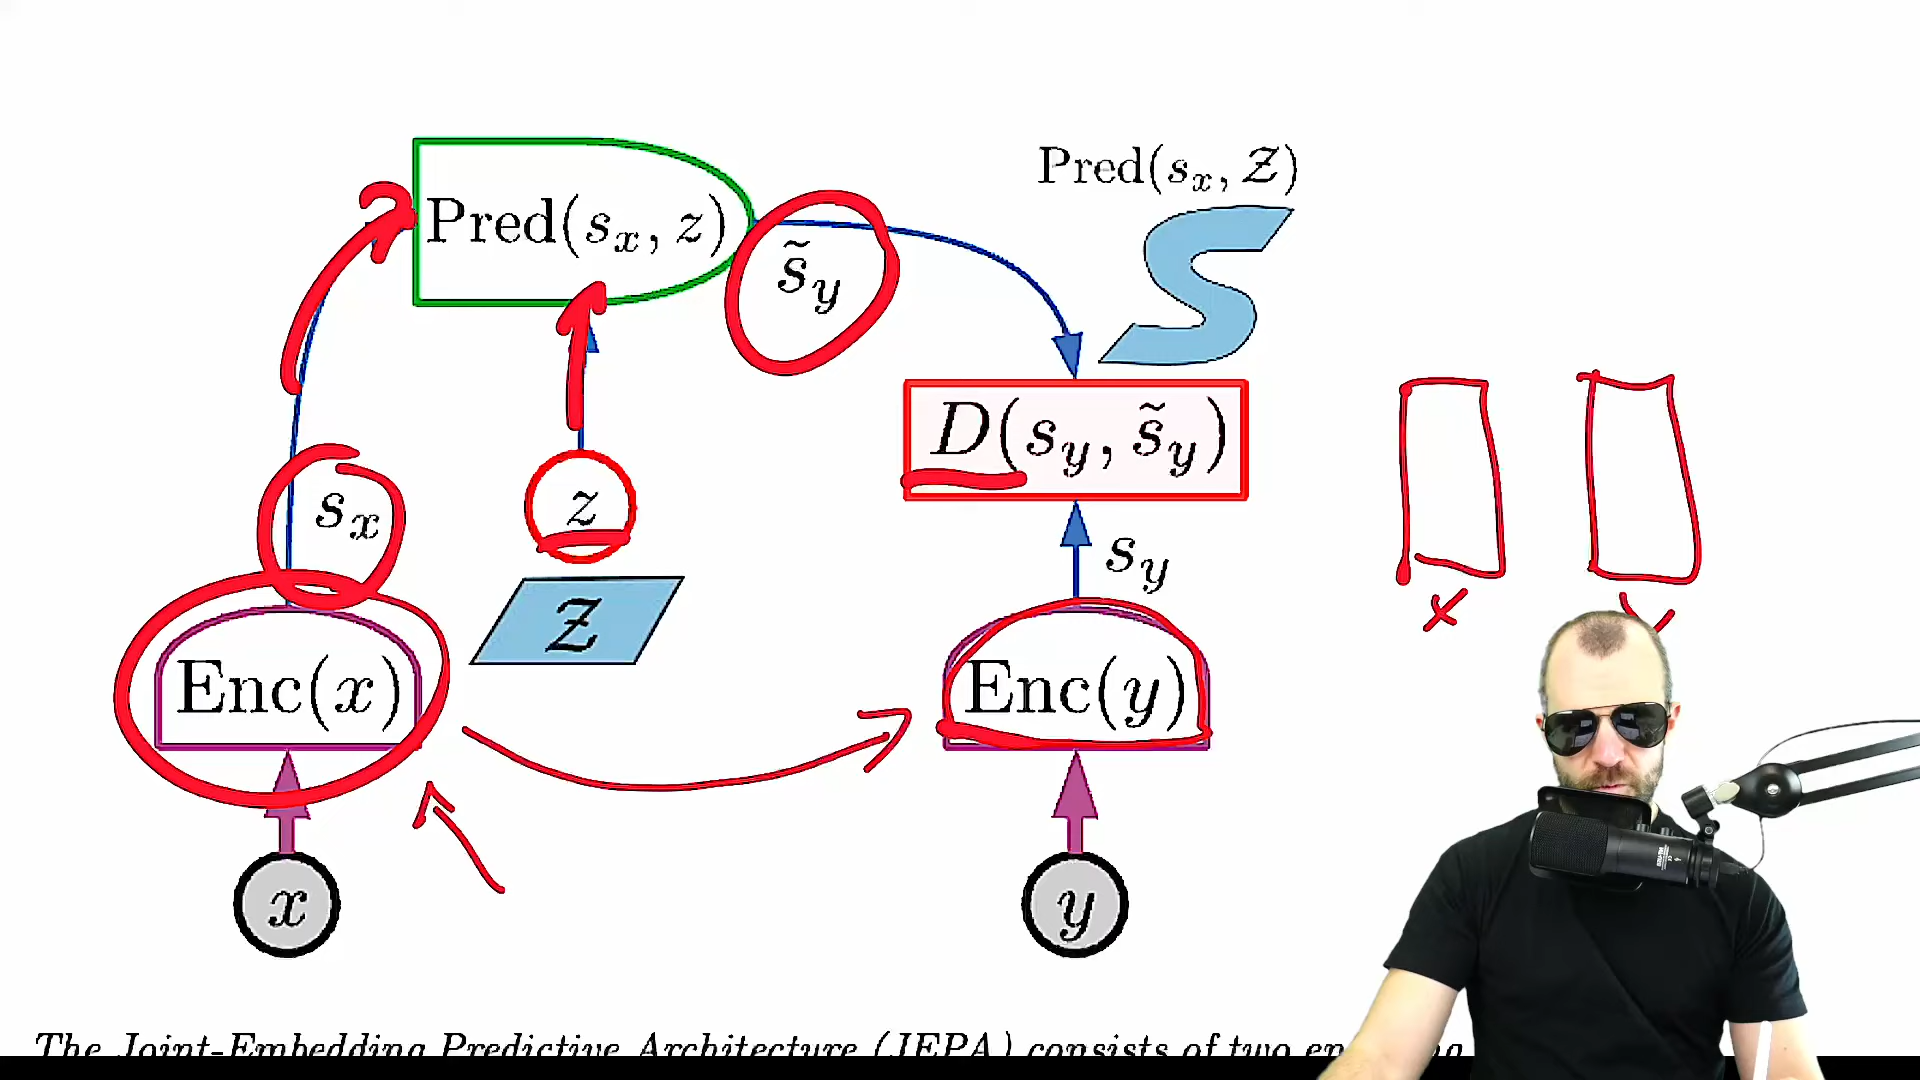 Pred(s_x, z)
s̃_y
Pred(s_x, Ƶ)
D(s_y, s̃_y)
s_x
z
s_y
Ƶ
x
Enc(x)
Enc(y)
x
y
The Joint-Embedding Predictive Architecture (JEPA) consists of two